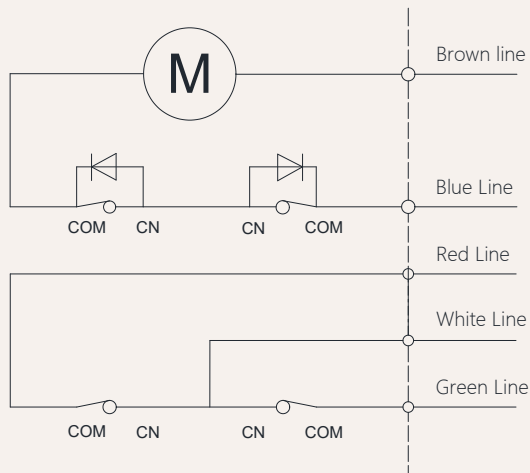 M
Brown line
Blue Line
COM CN CN COM
Red Line
White Line
Green Line
COM CN CN COM